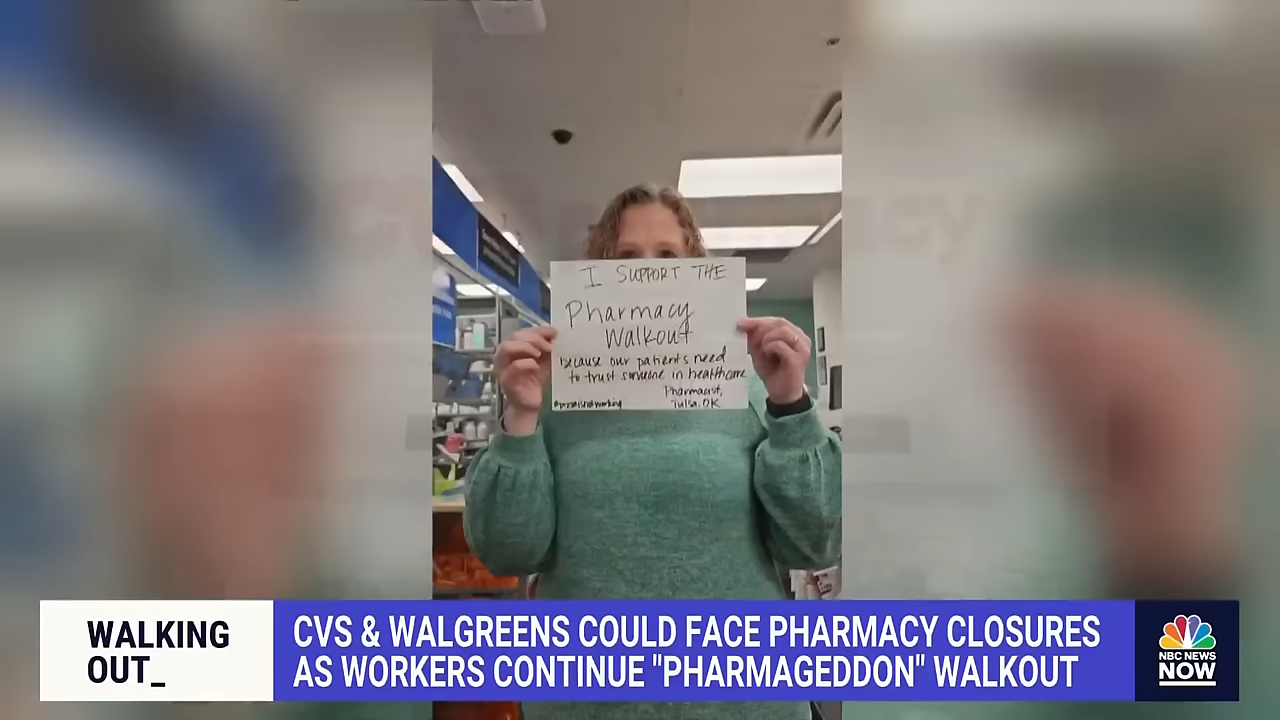 I SUPPORT THE
Pharmacy
Walkout
because our patients need
to trust someone in healthcare
Pharmacist,
Tulsa, OK
#pizzaisnotworking
WALKING
OUT_
CVS & WALGREENS COULD FACE PHARMACY CLOSURES
AS WORKERS CONTINUE "PHARMAGEDDON" WALKOUT
NBC NEWS
NOW